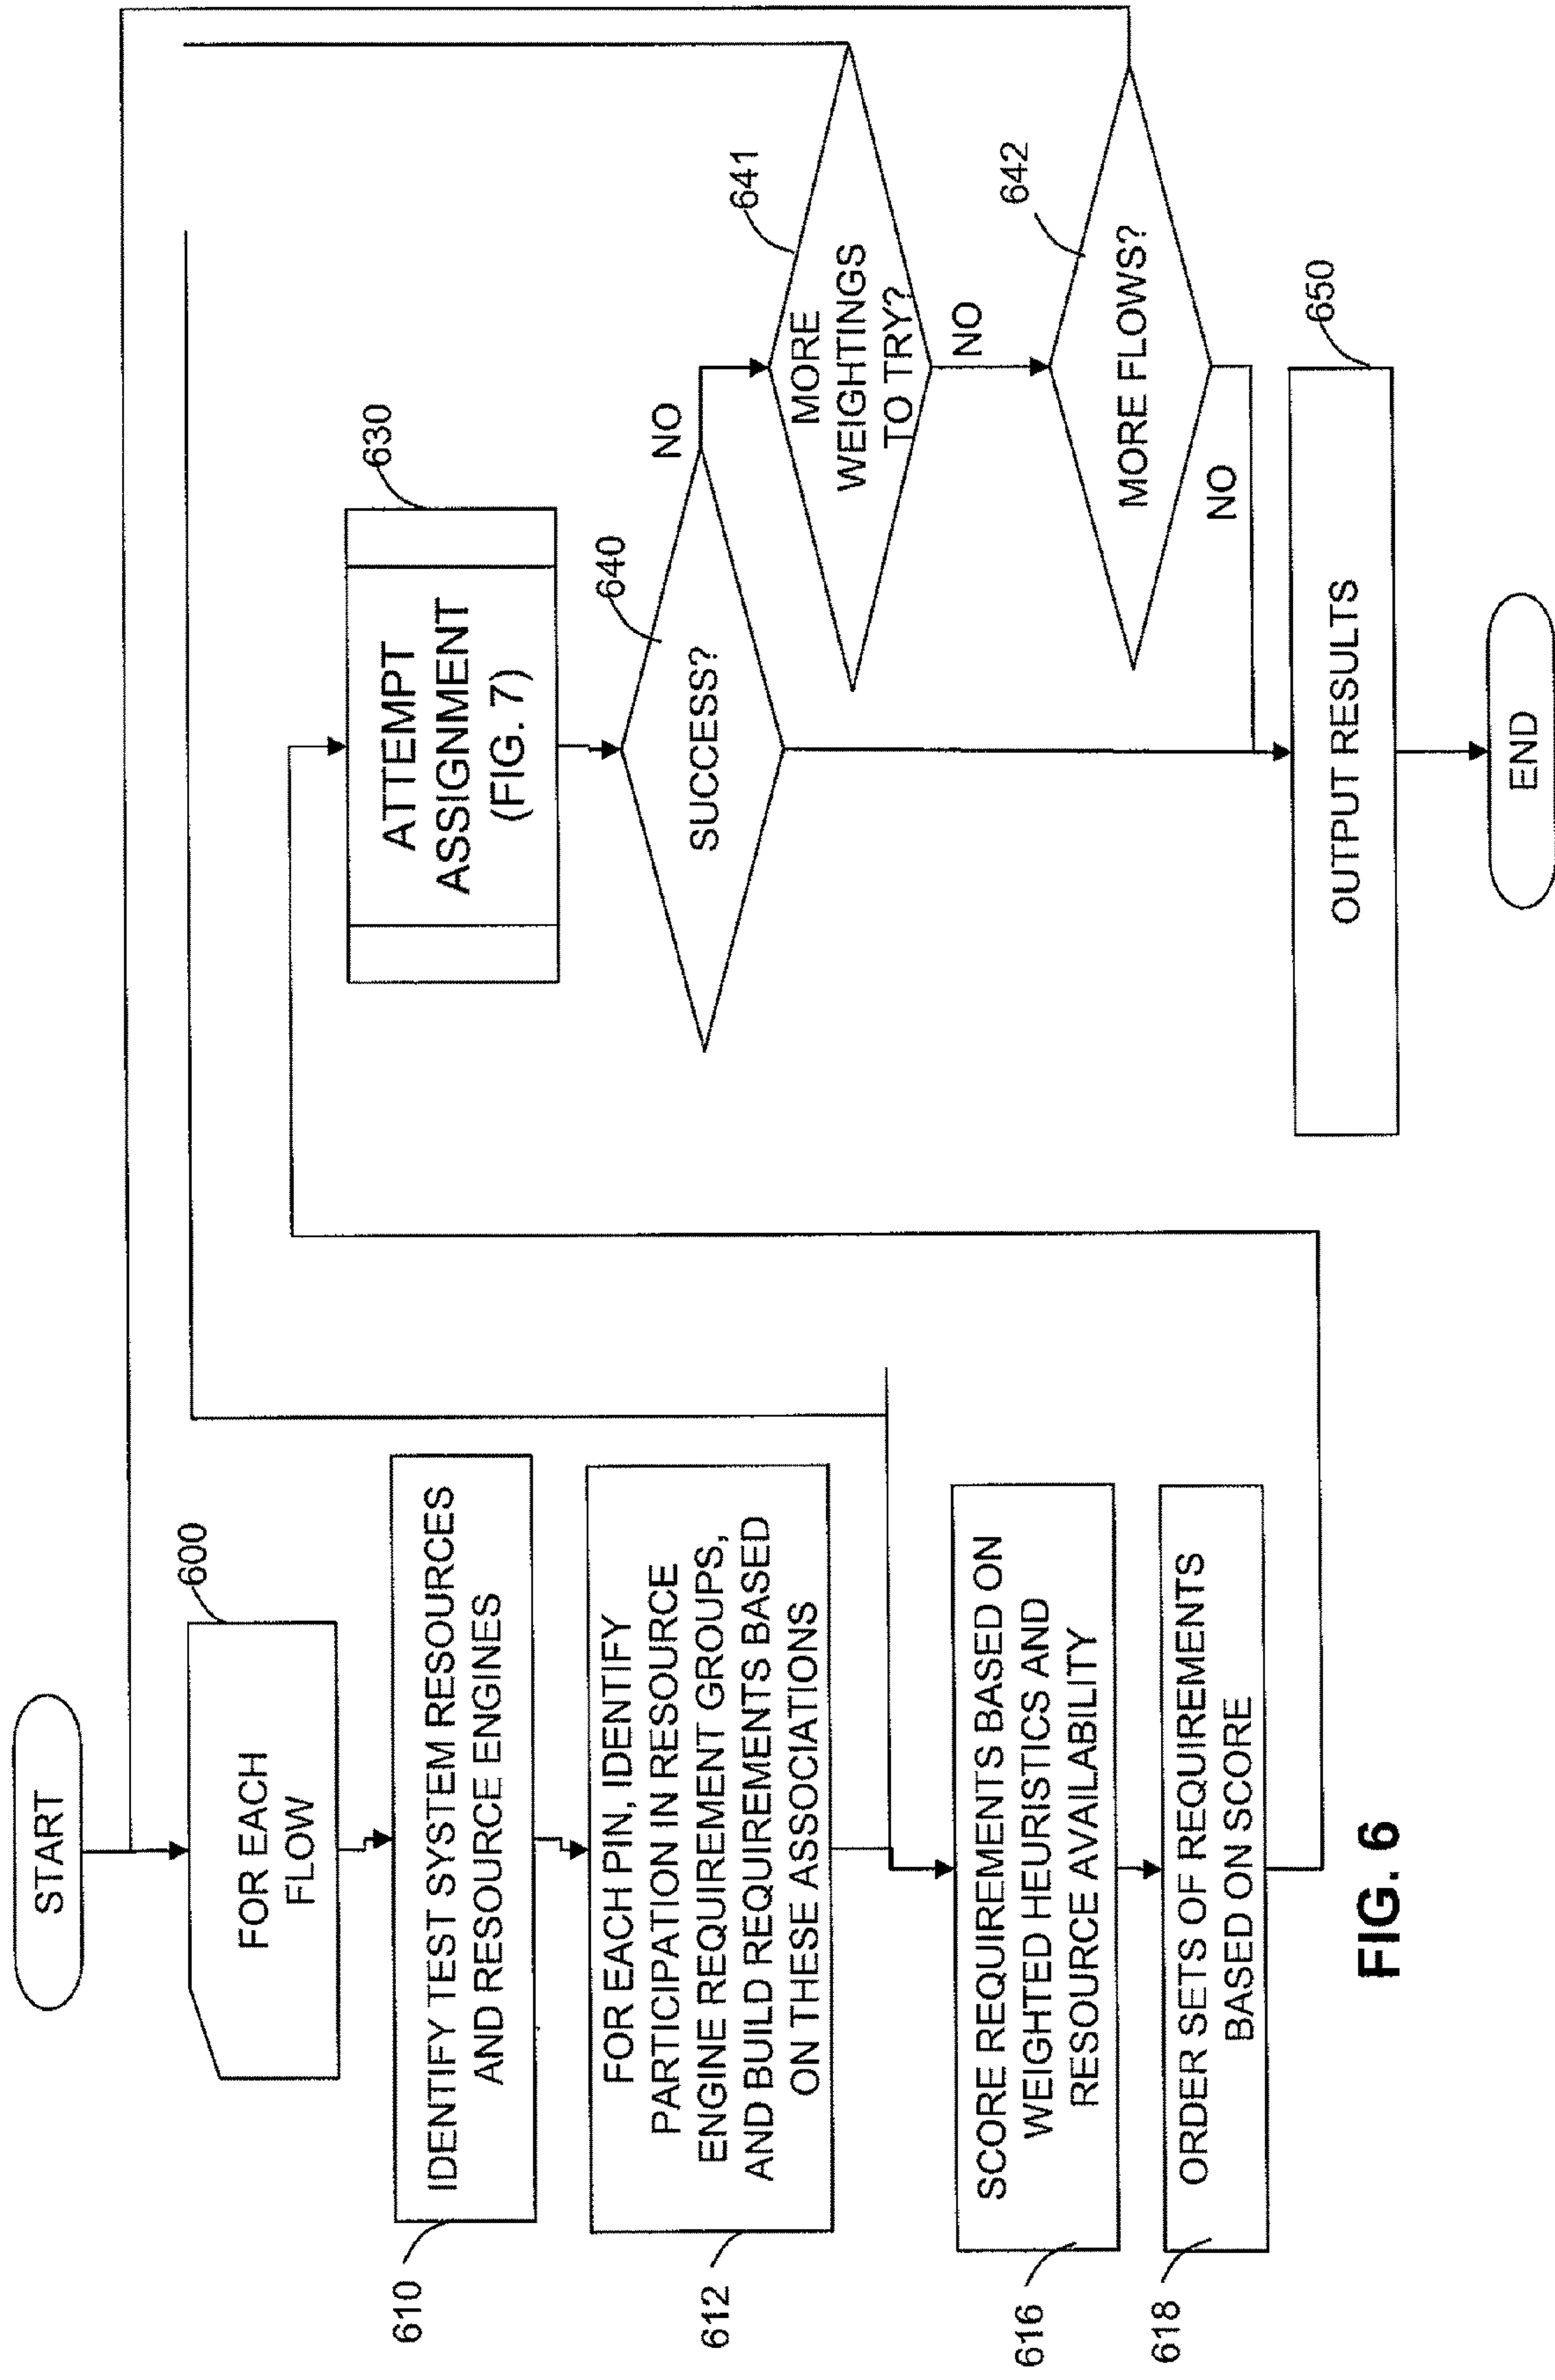 START
600
FOR EACH
FLOW
610
IDENTIFY TEST SYSTEM RESOURCES
AND RESOURCE ENGINES
612
FOR EACH PIN, IDENTIFY
PARTICIPATION IN RESOURCE
ENGINE REQUIREMENT GROUPS,
AND BUILD REQUIREMENTS BASED
ON THESE ASSOCIATIONS
616
SCORE REQUIREMENTS BASED ON
WEIGHTED HEURISTICS AND
RESOURCE AVAILABILITY
618
ORDER SETS OF REQUIREMENTS
BASED ON SCORE
630
ATTEMPT
ASSIGNMENT
(FIG. 7)
640
SUCCESS?
NO
641
MORE
WEIGHTINGS
TO TRY?
NO
642
MORE FLOWS?
NO
650
OUTPUT RESULTS
END
FIG. 6